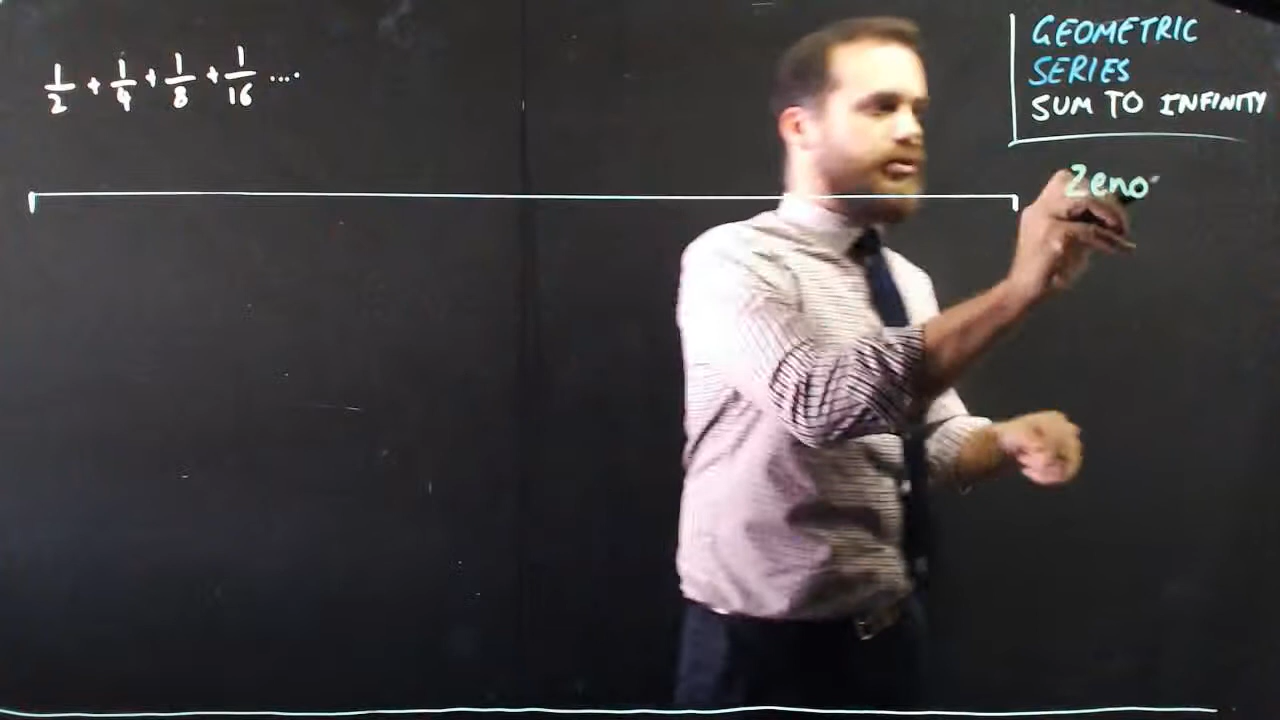 1/2 + 1/4 + 1/8 + 1/16 ....
GEOMETRIC
SERIES
SUM TO INFINITY
Zeno'